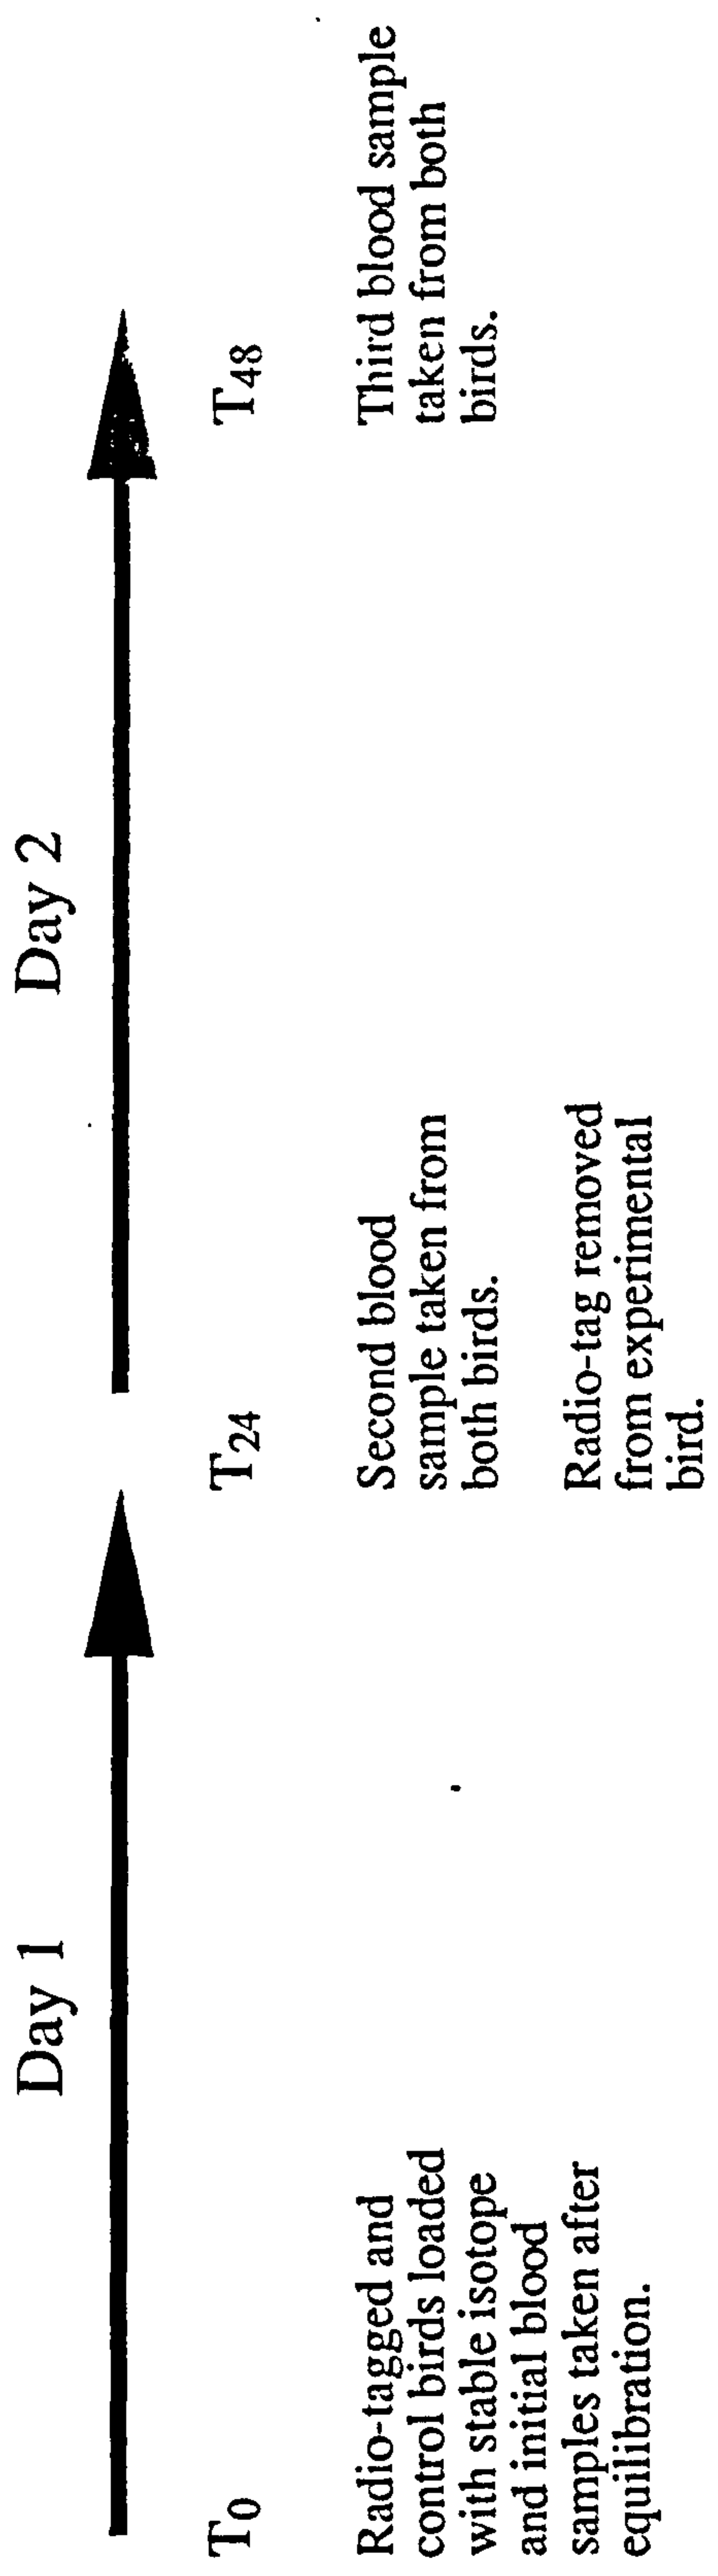 Day 1
Day 2
T0
T24
T48
Radio-tagged and
control birds loaded
with stable isotope
and initial blood
samples taken after
equilibration.
Second blood
sample taken from
both birds.
Radio-tag removed
from experimental
bird.
Third blood sample
taken from both
birds.